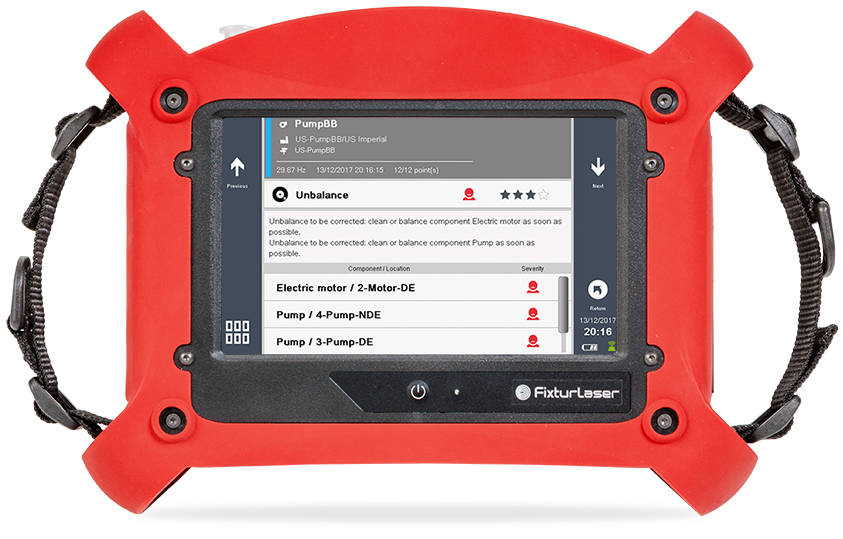 PumpBB
US-PumpBB/US Imperial
US-PumpBB
29.67 Hz 13/12/2017 20:16:15 12/12 point(s)
Previous
Next
Unbalance
Unbalance to be corrected: clean or balance component Electric motor as soon as
possible.
Unbalance to be corrected: clean or balance component Pump as soon as
possible.
Component / Location Severity
Electric motor / 2-Motor-DE
Pump / 4-Pump-NDE
Pump / 3-Pump-DE
Return
13/12/2017
20:16
FIXTURLASER